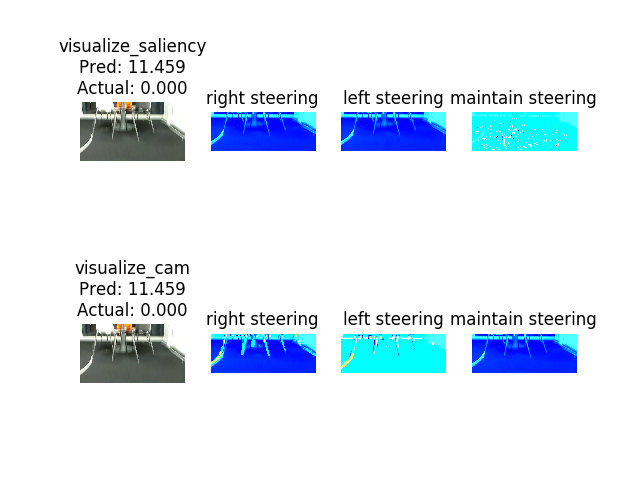 visualize_saliency
Pred: 11.459
Actual: 0.000
right steering
left steering
maintain steering
visualize_cam
Pred: 11.459
Actual: 0.000
right steering
left steering
maintain steering